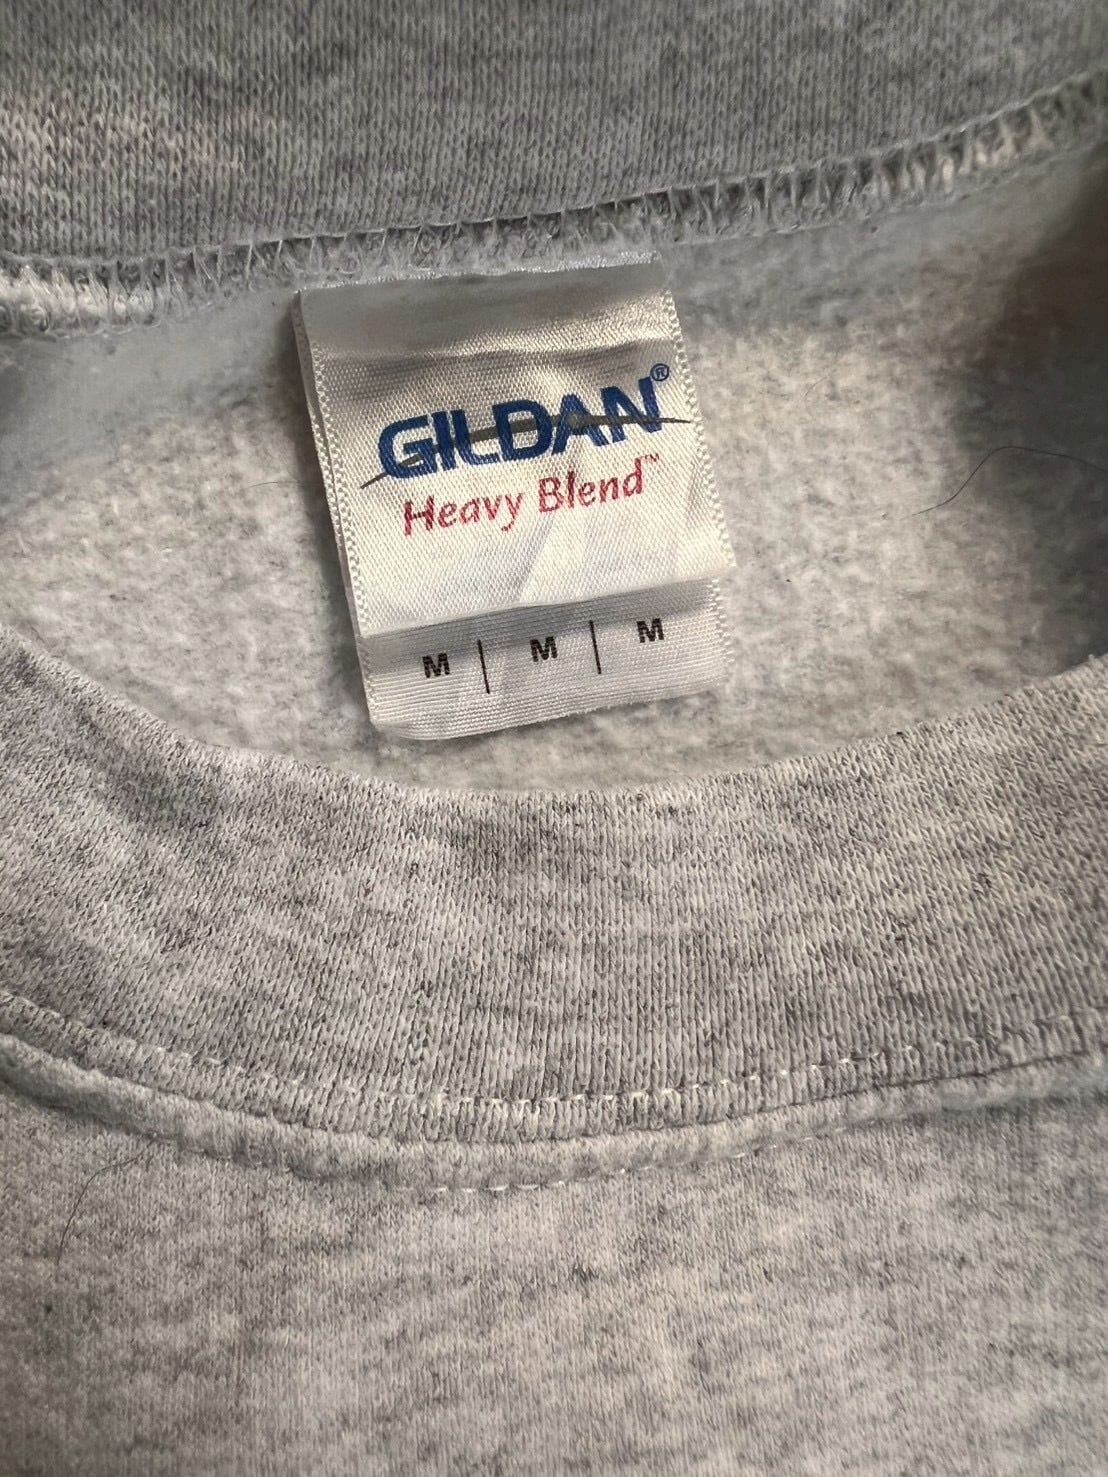 GILDAN®
Heavy Blend™
M | M | M